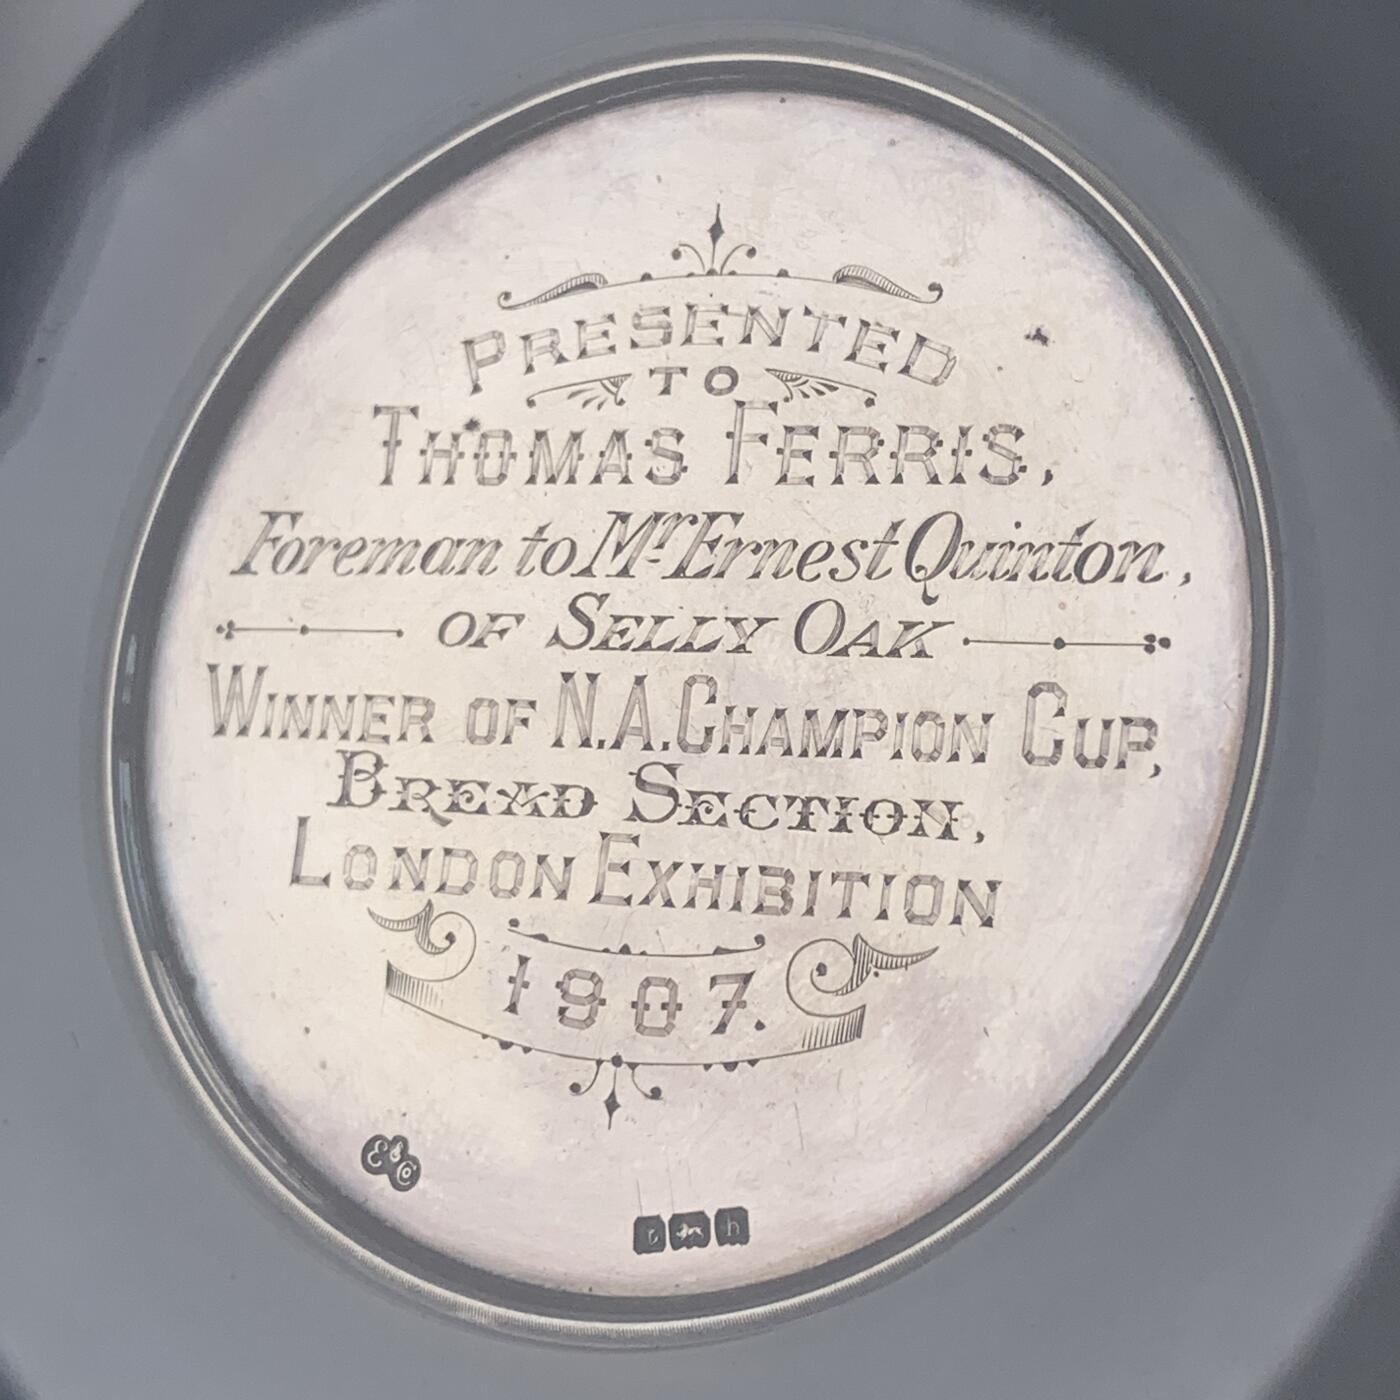 PRESENTED
TO
THOMAS FERRIS,
Foreman to Mr Ernest Quinton,
OF SELLY OAK
WINNER OF N.A. CHAMPION CUP,
BREAD SECTION,
LONDON EXHIBITION
1907.
h